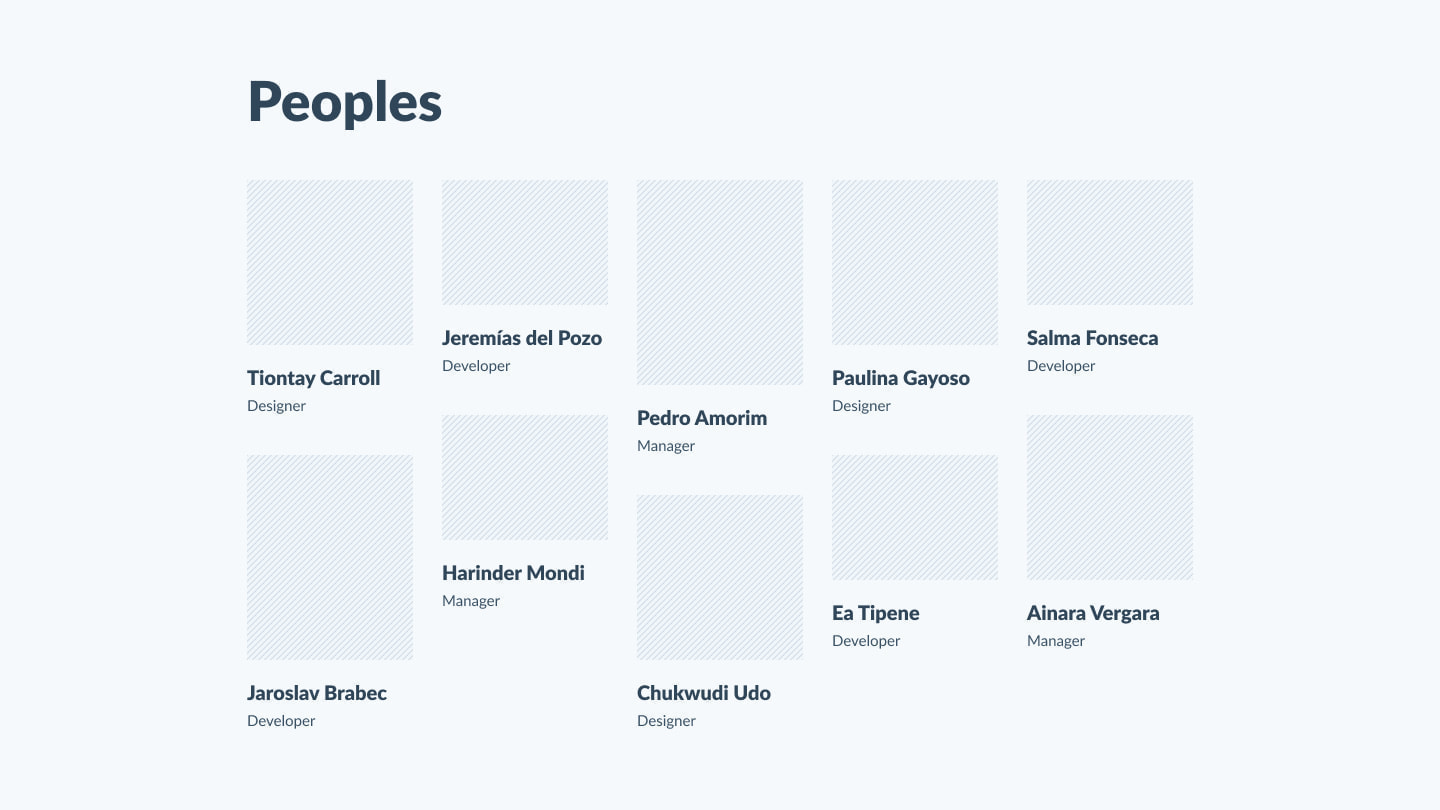 Peoples
Tiontay Carroll
Designer
Jeremías del Pozo
Developer
Pedro Amorim
Manager
Paulina Gayoso
Designer
Salma Fonseca
Developer
Jaroslav Brabec
Developer
Harinder Mondi
Manager
Chukwudi Udo
Designer
Ea Tipene
Developer
Ainara Vergara
Manager